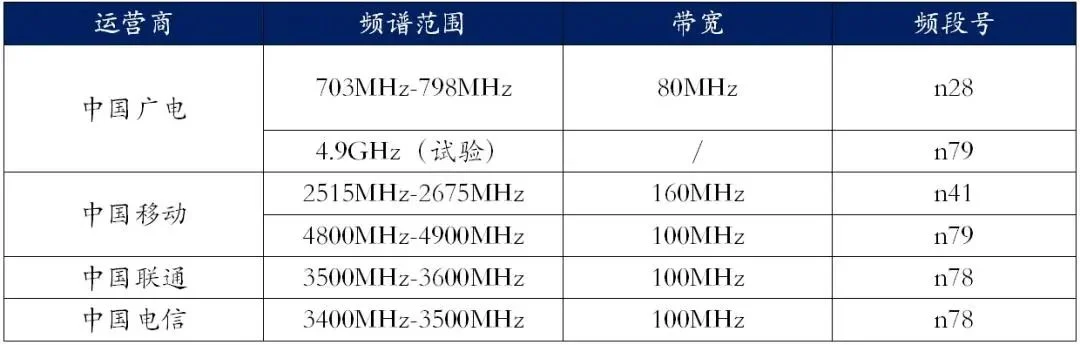 运营商 频谱范围 带宽 频段号
中国广电 703MHz-798MHz 80MHz n28
4.9GHz（试验） / n79
中国移动 2515MHz-2675MHz 160MHz n41
4800MHz-4900MHz 100MHz n79
中国联通 3500MHz-3600MHz 100MHz n78
中国电信 3400MHz-3500MHz 100MHz n78